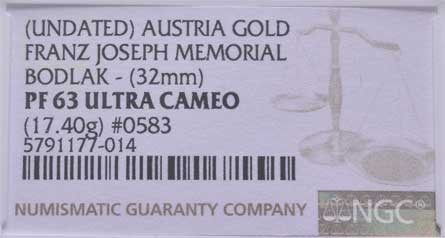 (UNDATED) AUSTRIA GOLD
FRANZ JOSEPH MEMORIAL
BODLAK - (32mm)
PF 63 ULTRA CAMEO
(17.40g) #0583
5791177-014
NUMISMATIC GUARANTY COMPANY NGC®